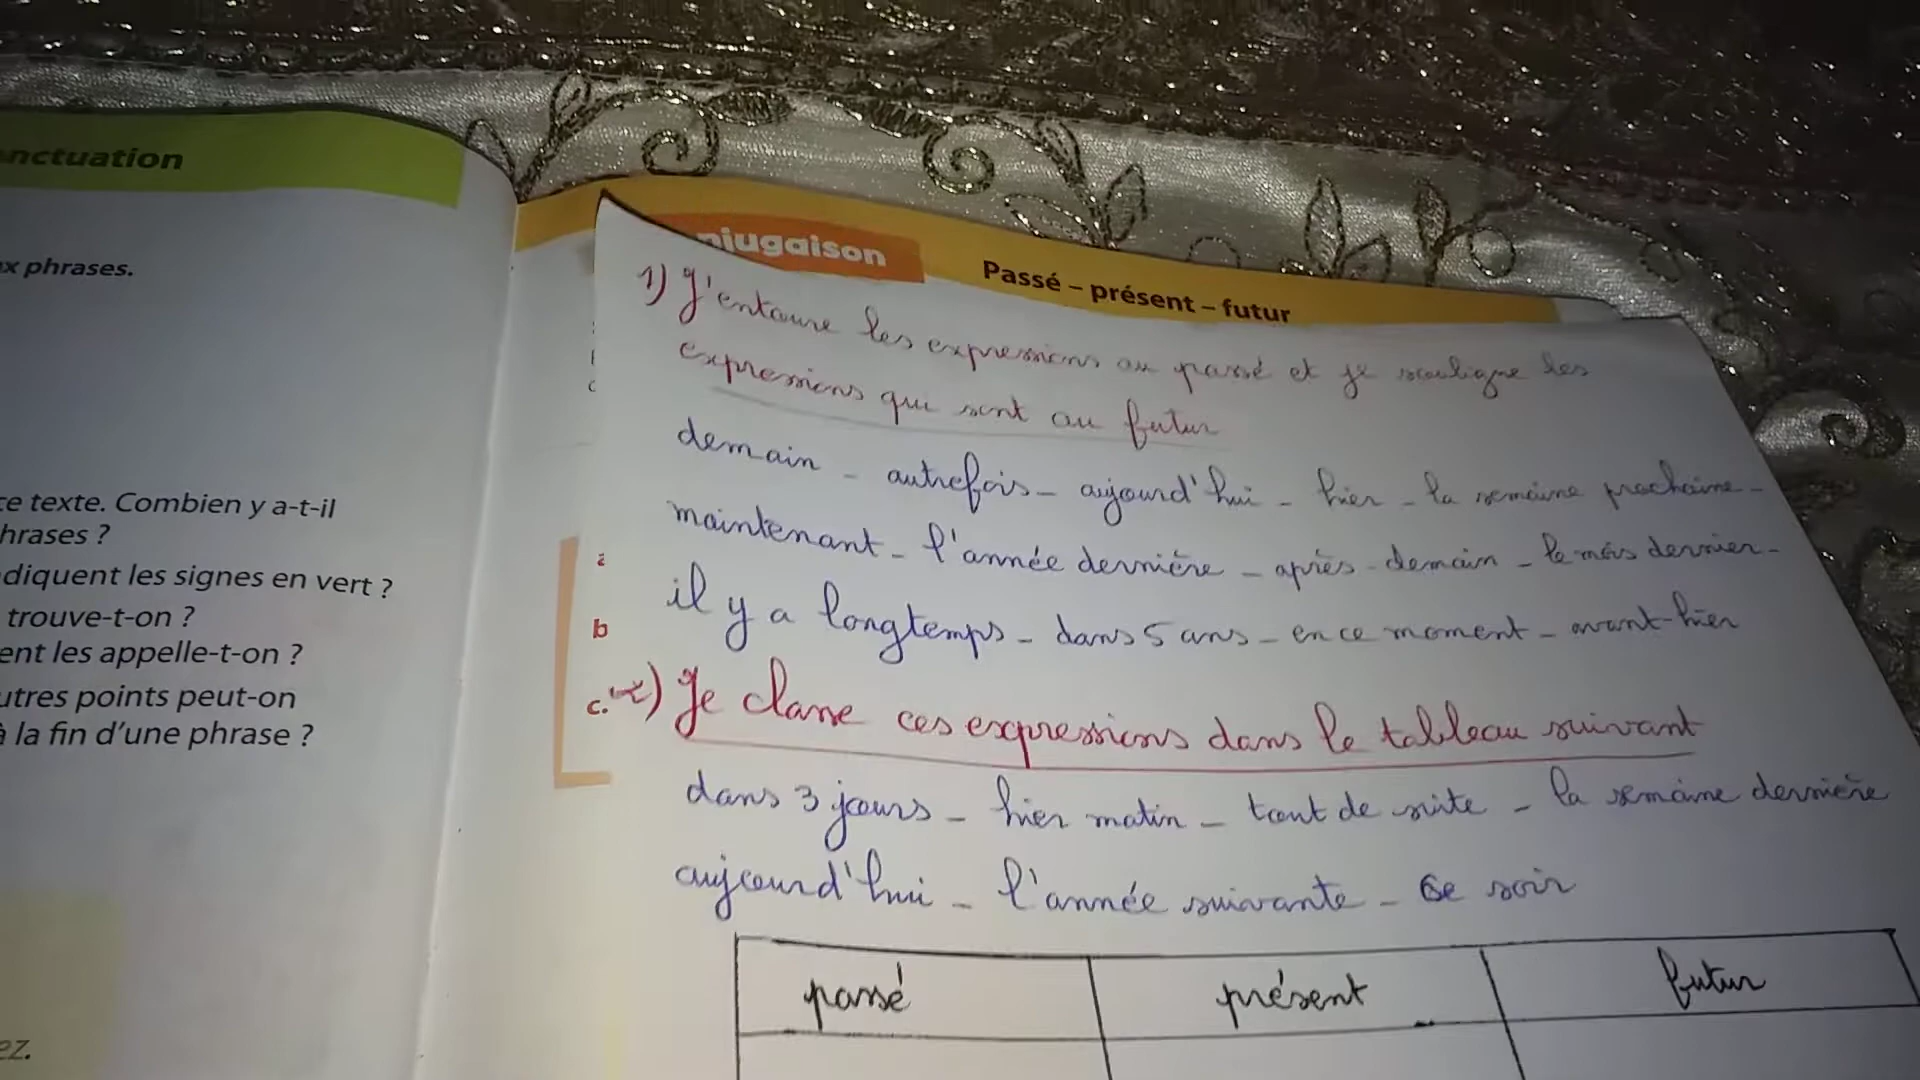 nctuation
x phrases.
ce texte. Combien y a-t-il
hrases ?
diquent les signes en vert ?
trouve-t-on ?
ent les appelle-t-on ?
utres points peut-on
à la fin d'une phrase ?
ez.
njugaison
Passé – présent – futur
1) J'entoure les expressions au passé et je souligne les
expressions qui sont au futur
demain - autrefois - aujourd'hui - hier - la semaine prochaine -
maintenant - l'année dernière - après-demain - le mois dernier -
il y a longtemps - dans 5 ans - en ce moment - avant-hier
b
c.
2) Je classe ces expressions dans le tableau suivant
dans 3 jours - hier matin - tout de suite - la semaine dernière
aujourd'hui - l'année suivante - ce soir
passé présent futur